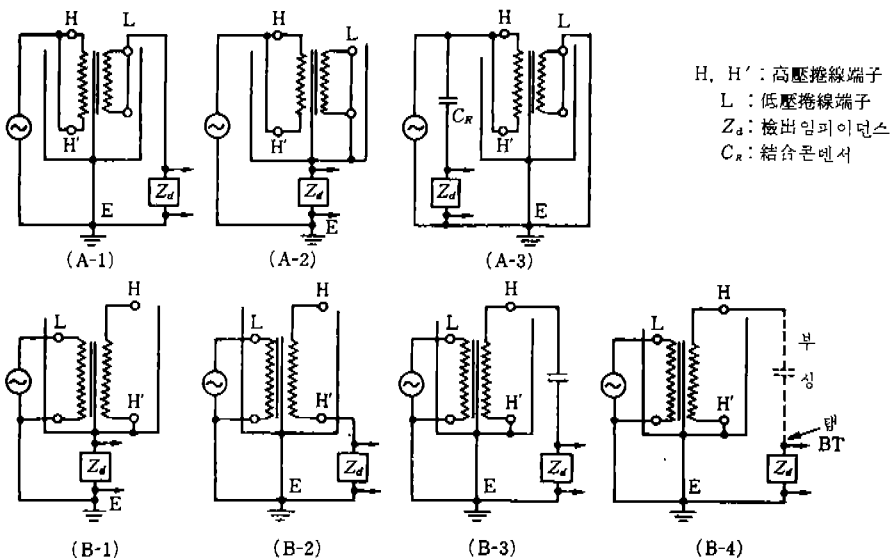 H L
H H' L
H L
H, H′ : 高壓捲線端子
L : 低壓捲線端子
Z_d : 檢出임피이던스
C_R : 結合콘덴서
H' C_R H'
Z_d Z_d Z_d
E E E
(A-1) (A-2) (A-3)
L H
L H
L H
L H
부
싱
H' H' H' H'
탭
BT
Z_d Z_d Z_d Z_d
E E E E
(B-1) (B-2) (B-3) (B-4)